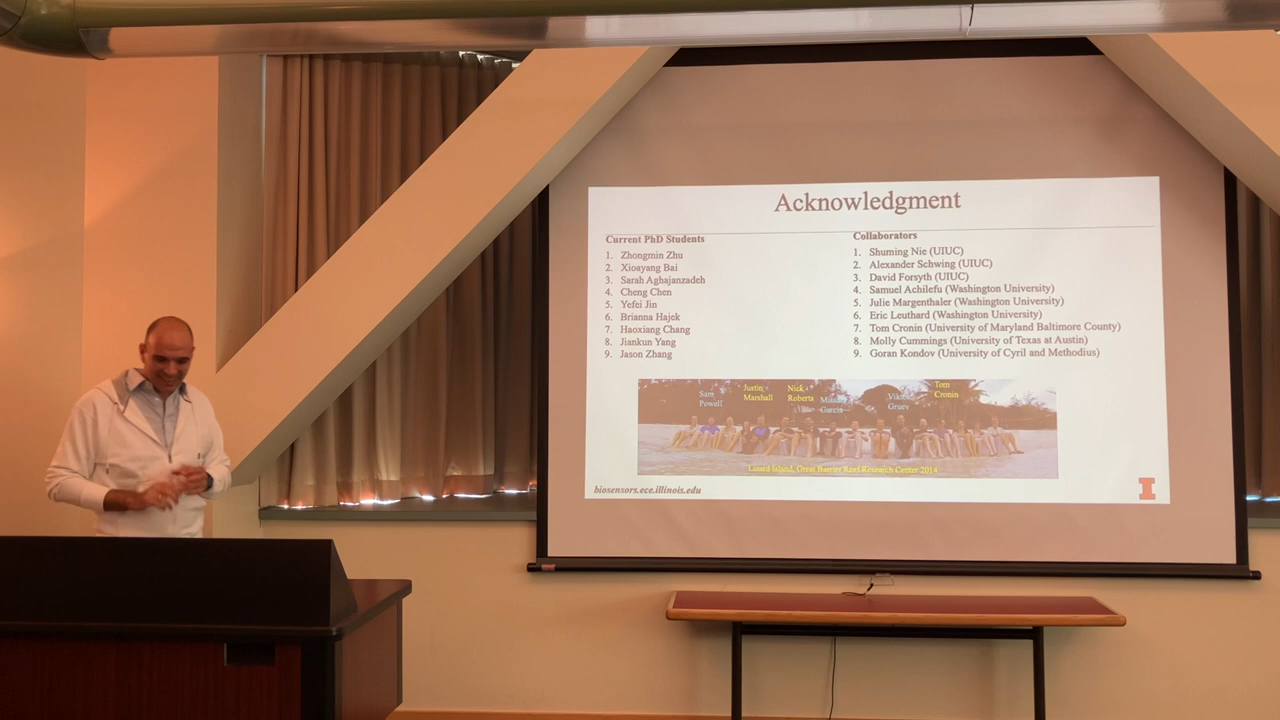 Acknowledgment
Current PhD Students
1. Zhongmin Zhu
2. Xioayang Bai
3. Sarah Aghajanzadeh
4. Cheng Chen
5. Yefei Jin
6. Brianna Hajek
7. Haoxiang Chang
8. Jiankun Yang
9. Jason Zhang
Collaborators
1. Shuming Nie (UIUC)
2. Alexander Schwing (UIUC)
3. David Forsyth (UIUC)
4. Samuel Achilefu (Washington University)
5. Julie Margenthaler (Washington University)
6. Eric Leuthard (Washington University)
7. Tom Cronin (University of Maryland Baltimore County)
8. Molly Cummings (University of Texas at Austin)
9. Goran Kondov (University of Cyril and Methodius)
Sam
Powell
Justin
Marshall
Nick
Roberts
Missael
Garcia
Viktor
Gruev
Tom
Cronin
Lizard Island, Great Barrier Reef Research Center 2014
biosensors.ece.illinois.edu
I